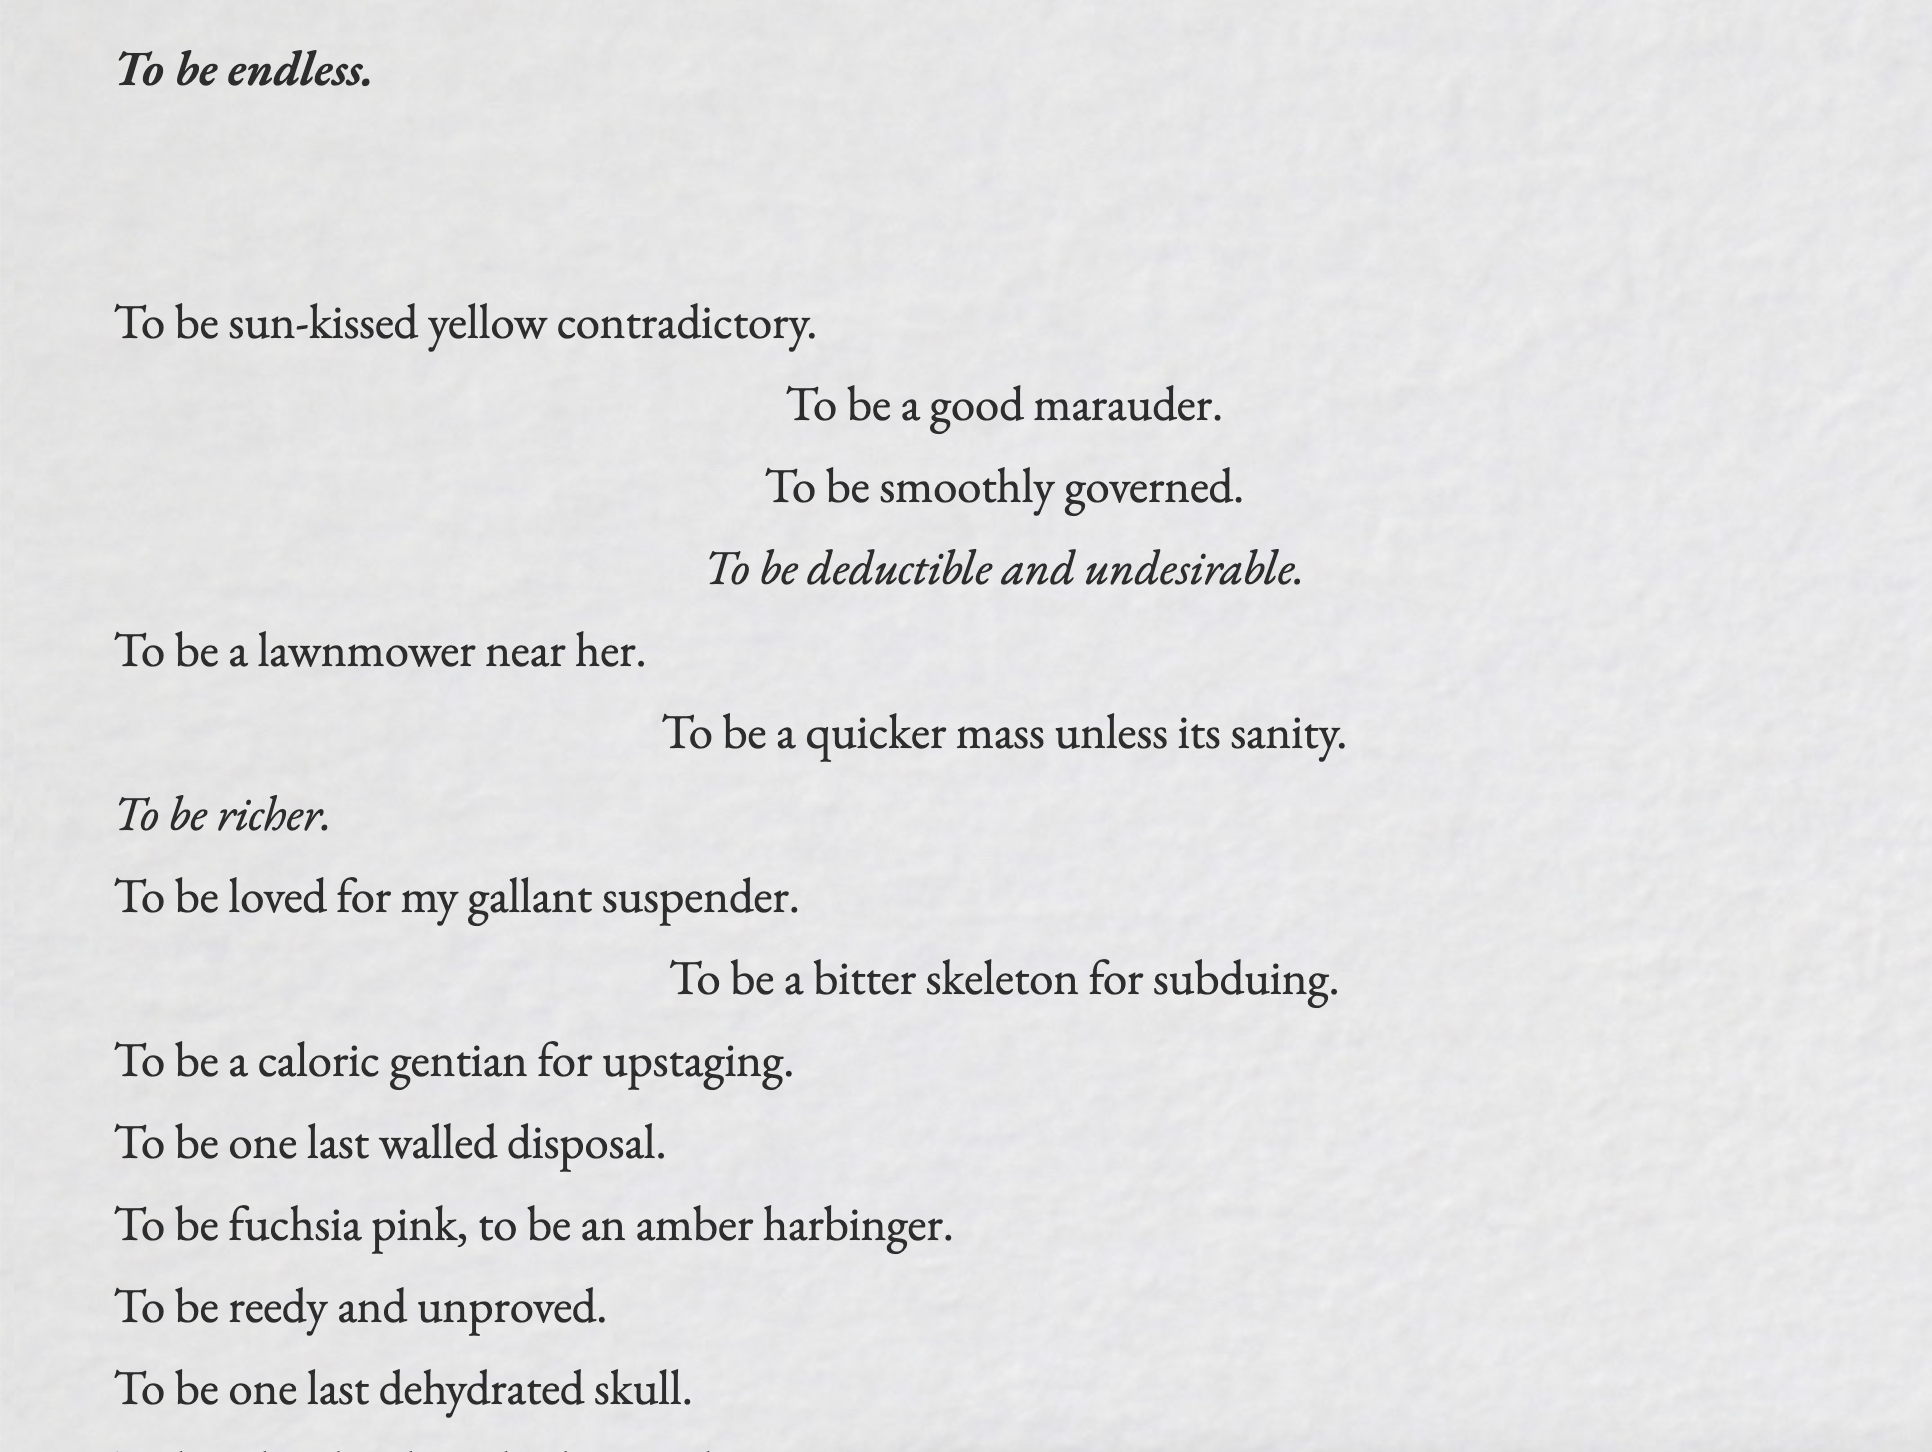 To be endless.
To be sun-kissed yellow contradictory.
To be a good marauder.
To be smoothly governed.
To be deductible and undesirable.
To be a lawnmower near her.
To be a quicker mass unless its sanity.
To be richer.
To be loved for my gallant suspender.
To be a bitter skeleton for subduing.
To be a caloric gentian for upstaging.
To be one last walled disposal.
To be fuchsia pink, to be an amber harbinger.
To be reedy and unproved.
To be one last dehydrated skull.